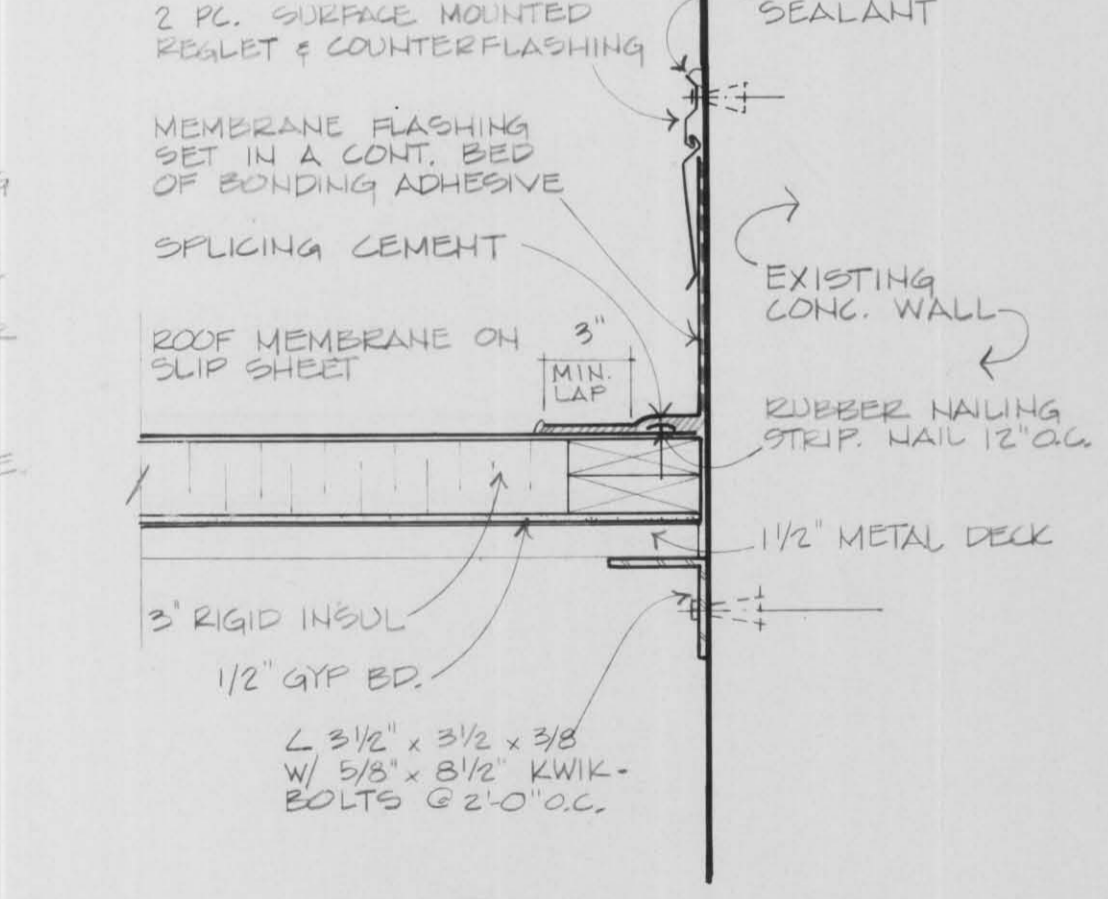 2 PC. SURFACE MOUNTED
REGLET & COUNTERFLASHING
SEALANT
MEMBRANE FLASHING
SET IN A CONT. BED
OF BONDING ADHESIVE
SPLICING CEMENT
EXISTING
CONC. WALL
ROOF MEMBRANE ON
SLIP SHEET
3"
MIN.
LAP
RUBBER NAILING
STRIP. NAIL 12" O.C.
1 1/2" METAL DECK
3" RIGID INSUL
1/2" GYP BD.
L 3 1/2" x 3 1/2 x 3/8
W/ 5/8" x 8 1/2" KWIK-
BOLTS @ 2'-0" O.C.